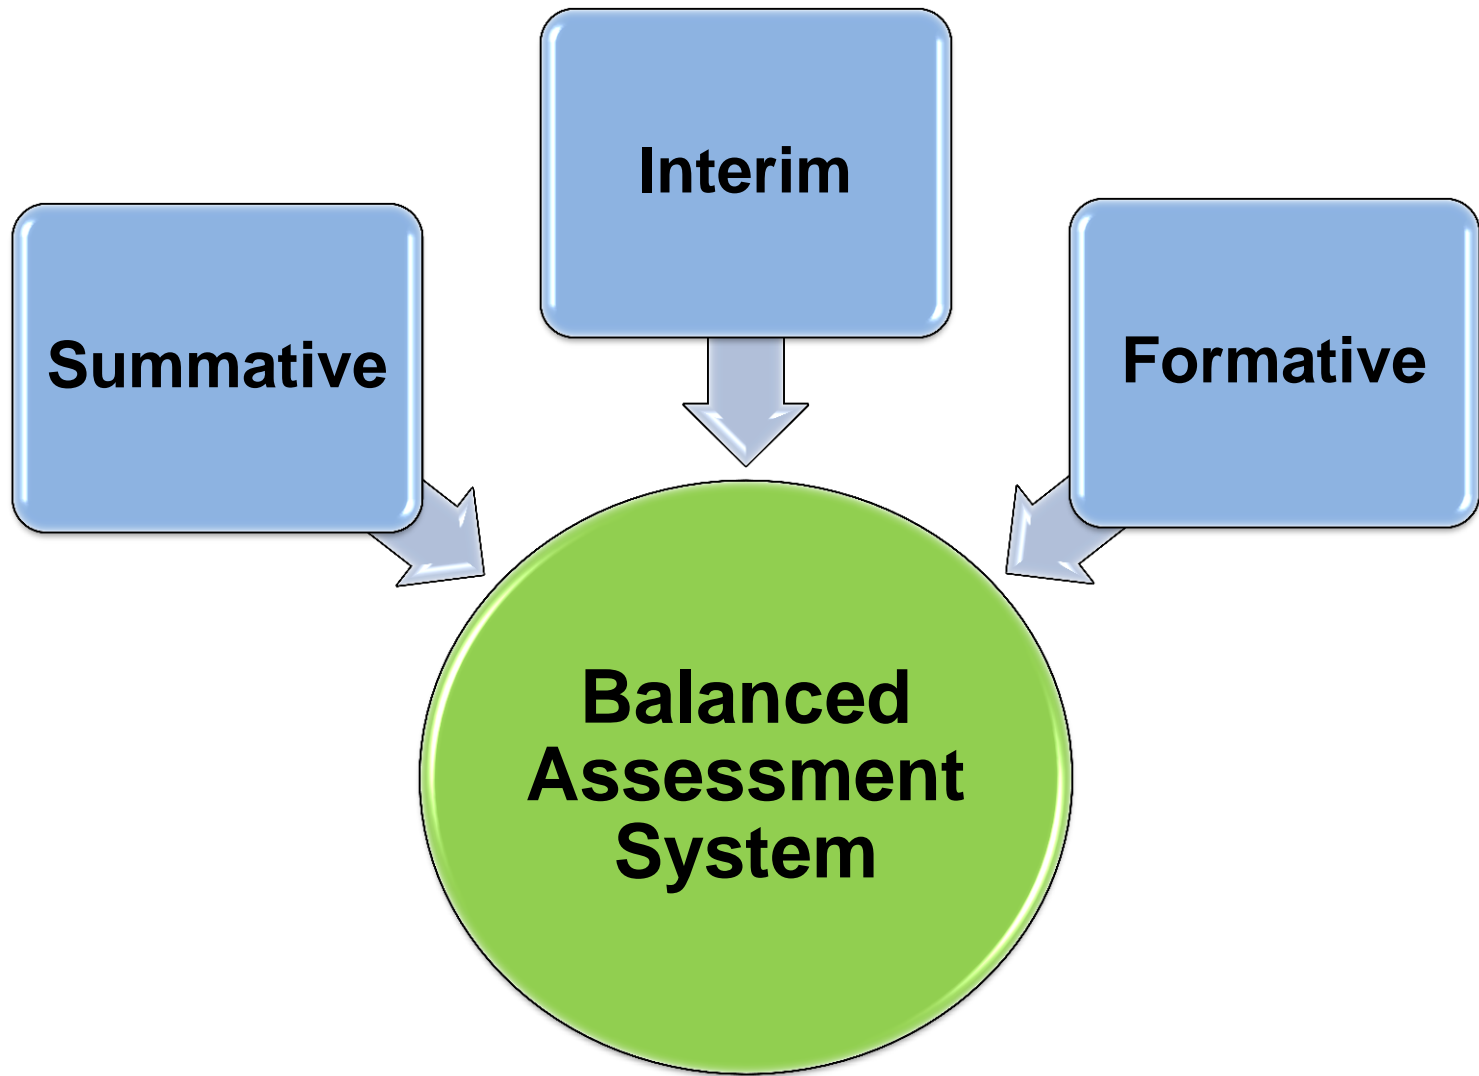 Interim
Summative
Formative
Balanced
Assessment
System